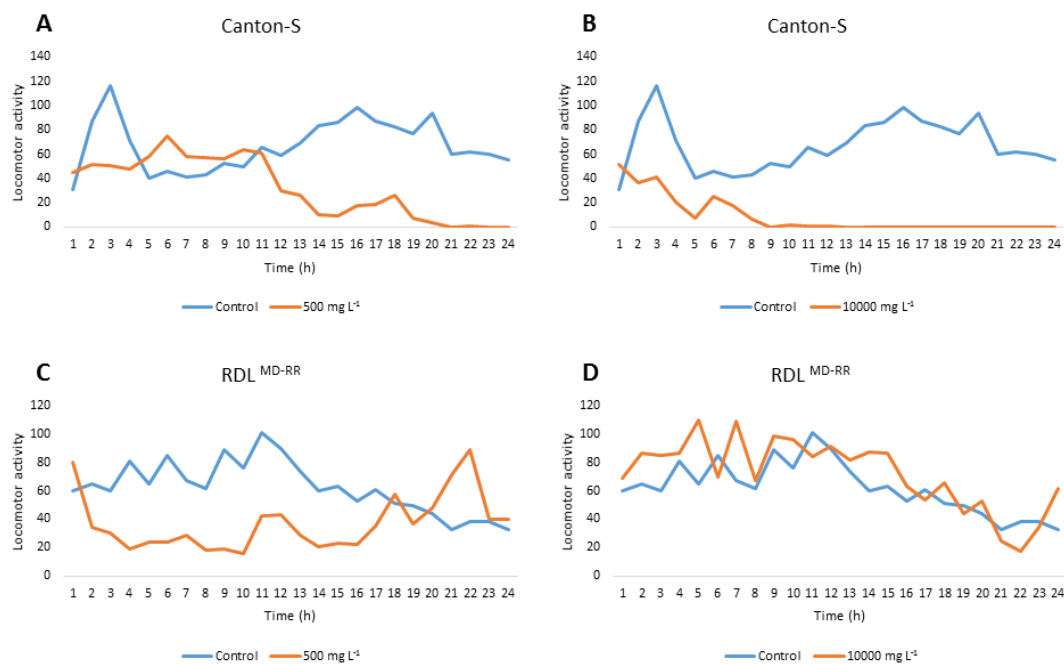 A
Canton-S
Locomotor activity
140
120
100
80
60
40
20
0
1 2 3 4 5 6 7 8 9 10 11 12 13 14 15 16 17 18 19 20 21 22 23 24
Time (h)
Control 500 mg L⁻¹
B
Canton-S
Locomotor activity
140
120
100
80
60
40
20
0
1 2 3 4 5 6 7 8 9 10 11 12 13 14 15 16 17 18 19 20 21 22 23 24
Time (h)
Control 10000 mg L⁻¹
C
RDL MD-RR
Locomotor activity
120
100
80
60
40
20
0
1 2 3 4 5 6 7 8 9 10 11 12 13 14 15 16 17 18 19 20 21 22 23 24
Time (h)
Control 500 mg L⁻¹
D
RDL MD-RR
Locomotor activity
120
100
80
60
40
20
0
1 2 3 4 5 6 7 8 9 10 11 12 13 14 15 16 17 18 19 20 21 22 23 24
Time (h)
Control 10000 mg L⁻¹